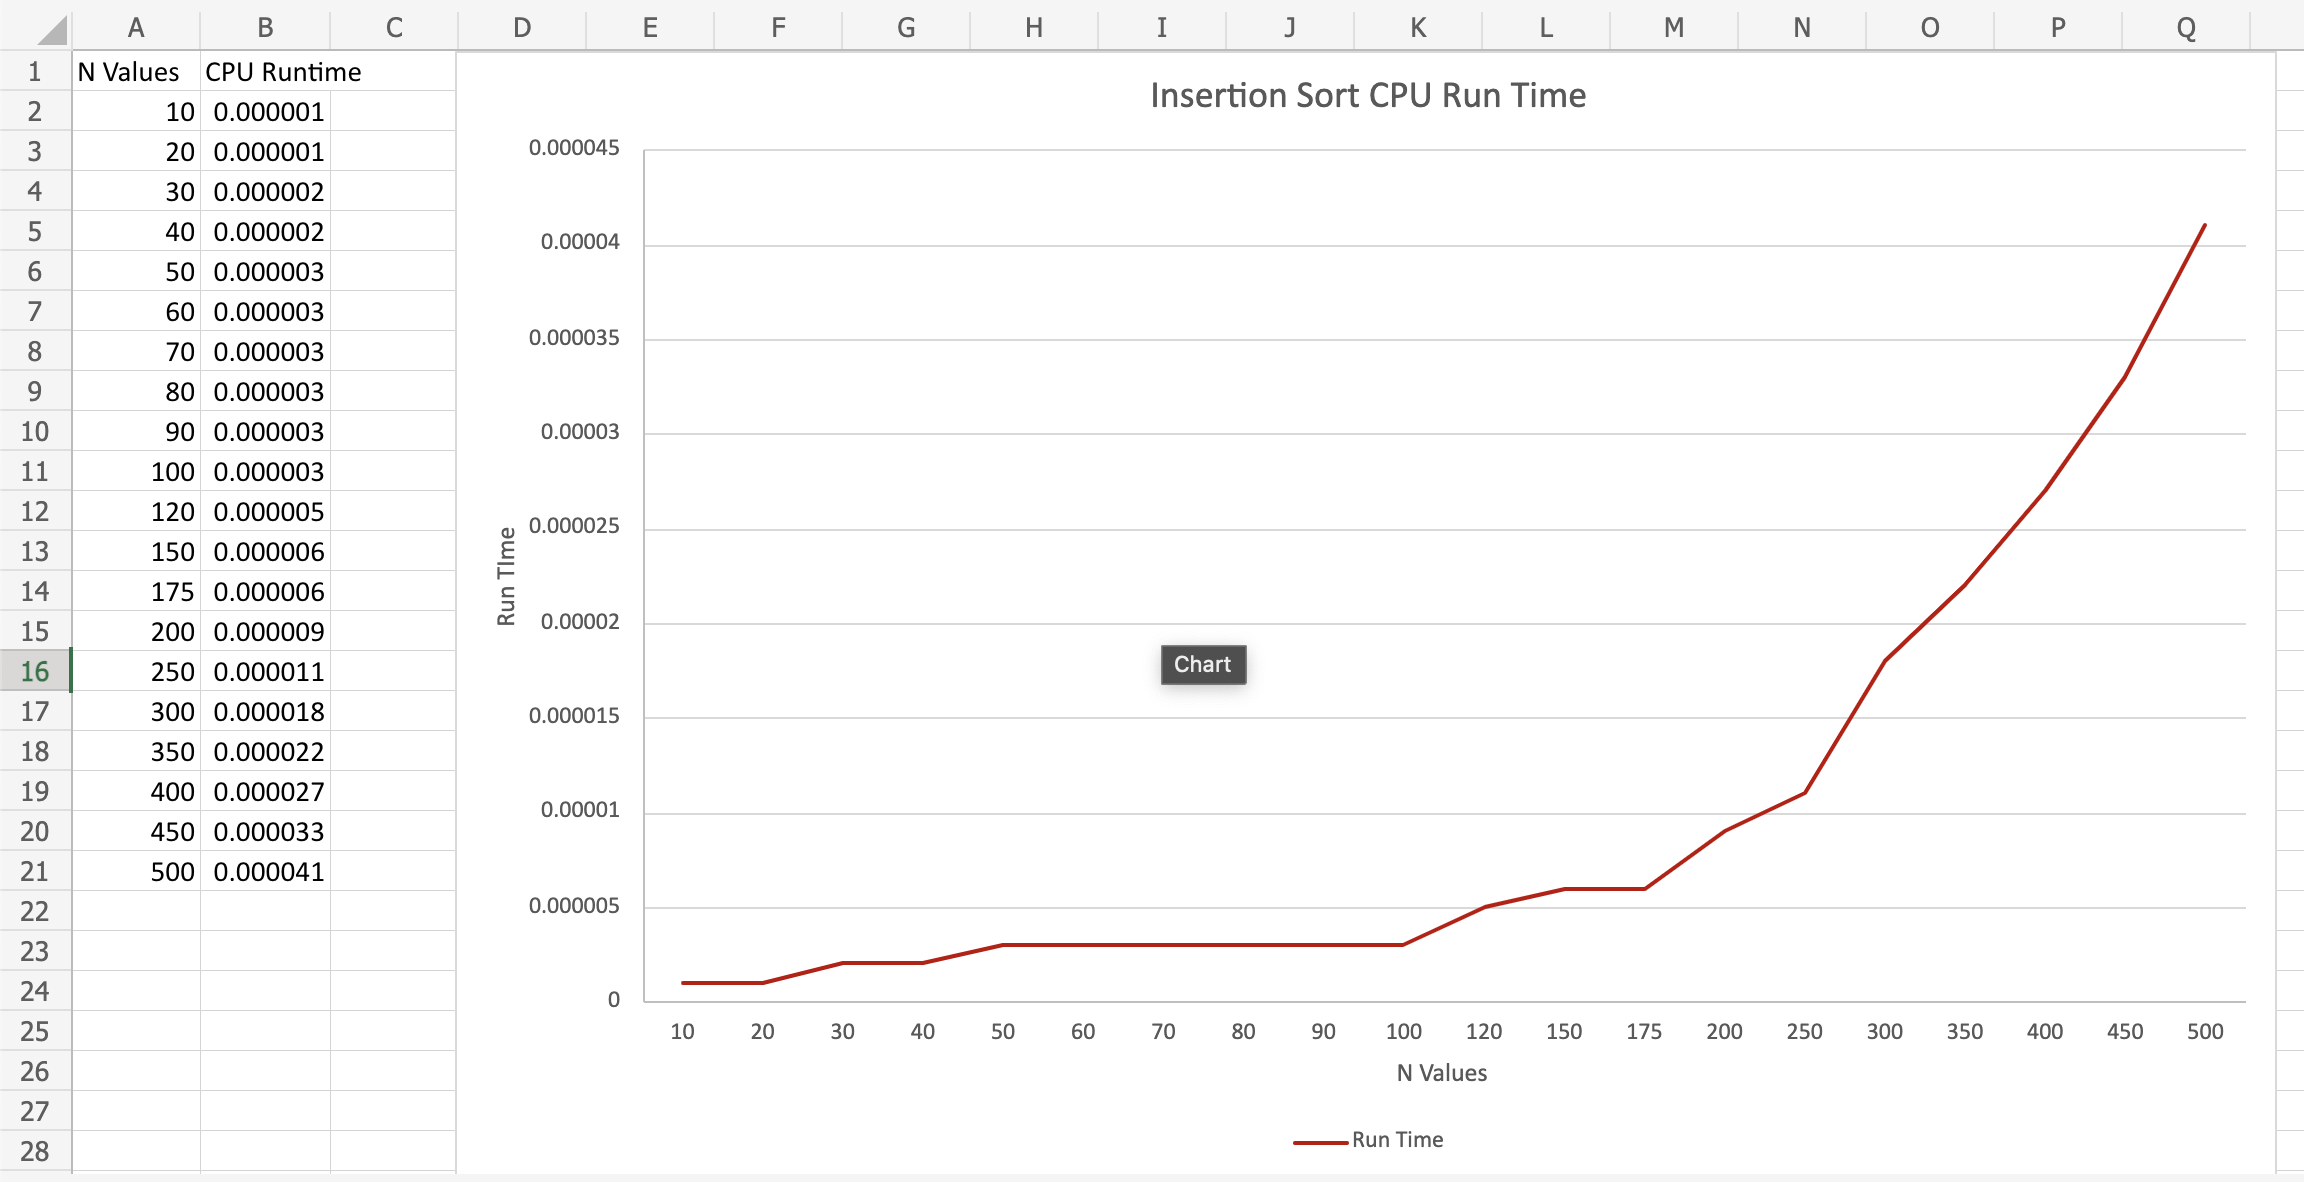 A B C D E F G H I J K L M N O P Q
1 N Values CPU Runtime
2 10 0.000001
3 20 0.000001
4 30 0.000002
5 40 0.000002
6 50 0.000003
7 60 0.000003
8 70 0.000003
9 80 0.000003
10 90 0.000003
11 100 0.000003
12 120 0.000005
13 150 0.000006
14 175 0.000006
15 200 0.000009
16 250 0.000011
17 300 0.000018
18 350 0.000022
19 400 0.000027
20 450 0.000033
21 500 0.000041
22
23
24
25
26
27
28
Insertion Sort CPU Run Time
0.000045
0.00004
0.000035
0.00003
0.000025
0.00002
0.000015
0.00001
0.000005
0
Run TIme
Chart
10 20 30 40 50 60 70 80 90 100 120 150 175 200 250 300 350 400 450 500
N Values
Run Time